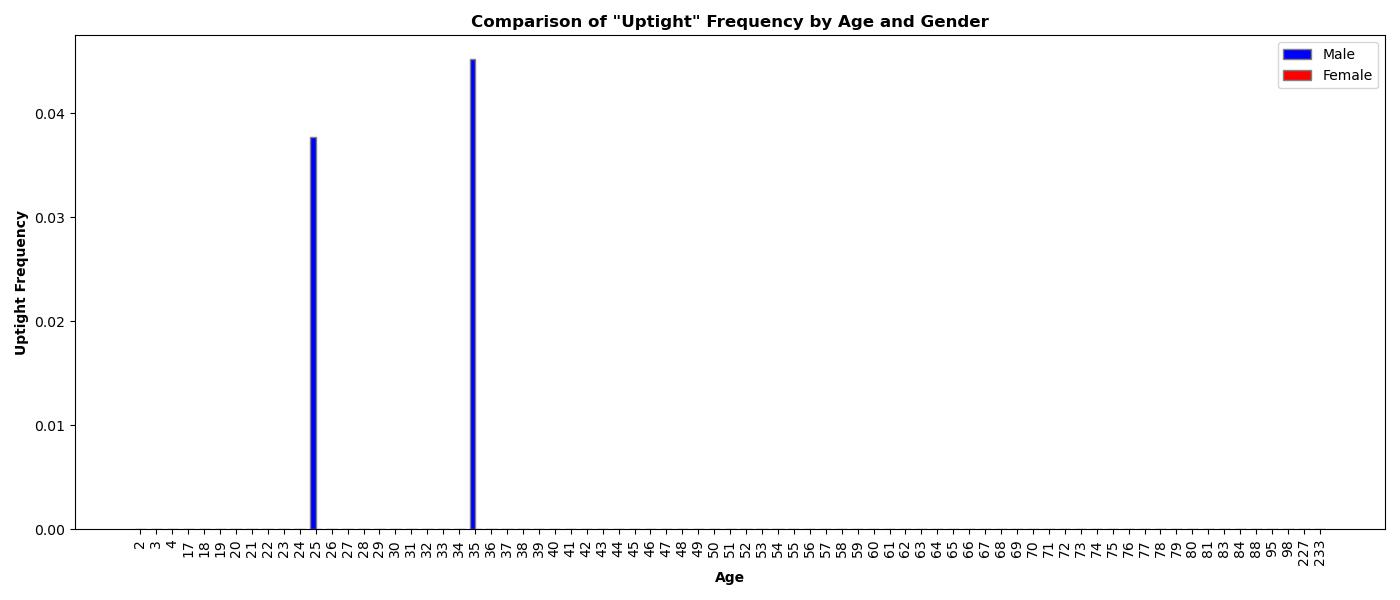 Comparison of "Uptight" Frequency by Age and Gender
Male
Female
Uptight Frequency
0.04
0.03
0.02
0.01
0.00
2 3 4 17 18 19 20 21 22 23 24 25 26 27 28 29 30 31 32 33 34 35 36 37 38 39 40 41 42 43 44 45 46 47 48 49 50 51 52 53 54 55 56 57 58 59 60 61 62 63 64 65 66 67 68 69 70 71 72 73 74 75 76 77 78 79 80 81 83 84 88 95 98 227 233
Age